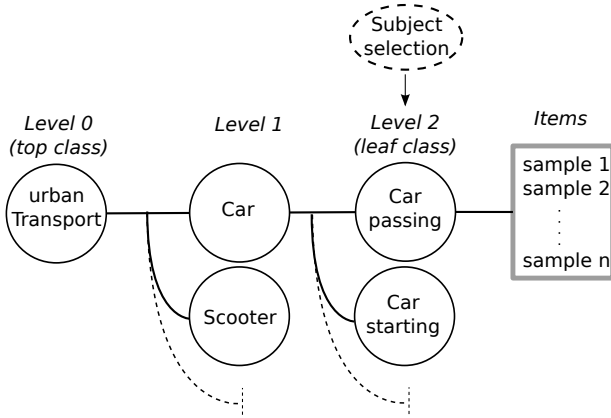 Subject
selection
Level 0
(top class)
Level 1
Level 2
(leaf class)
Items
urban
Transport
Car
Car
passing
sample 1
sample 2
sample n
Scooter
Car
starting